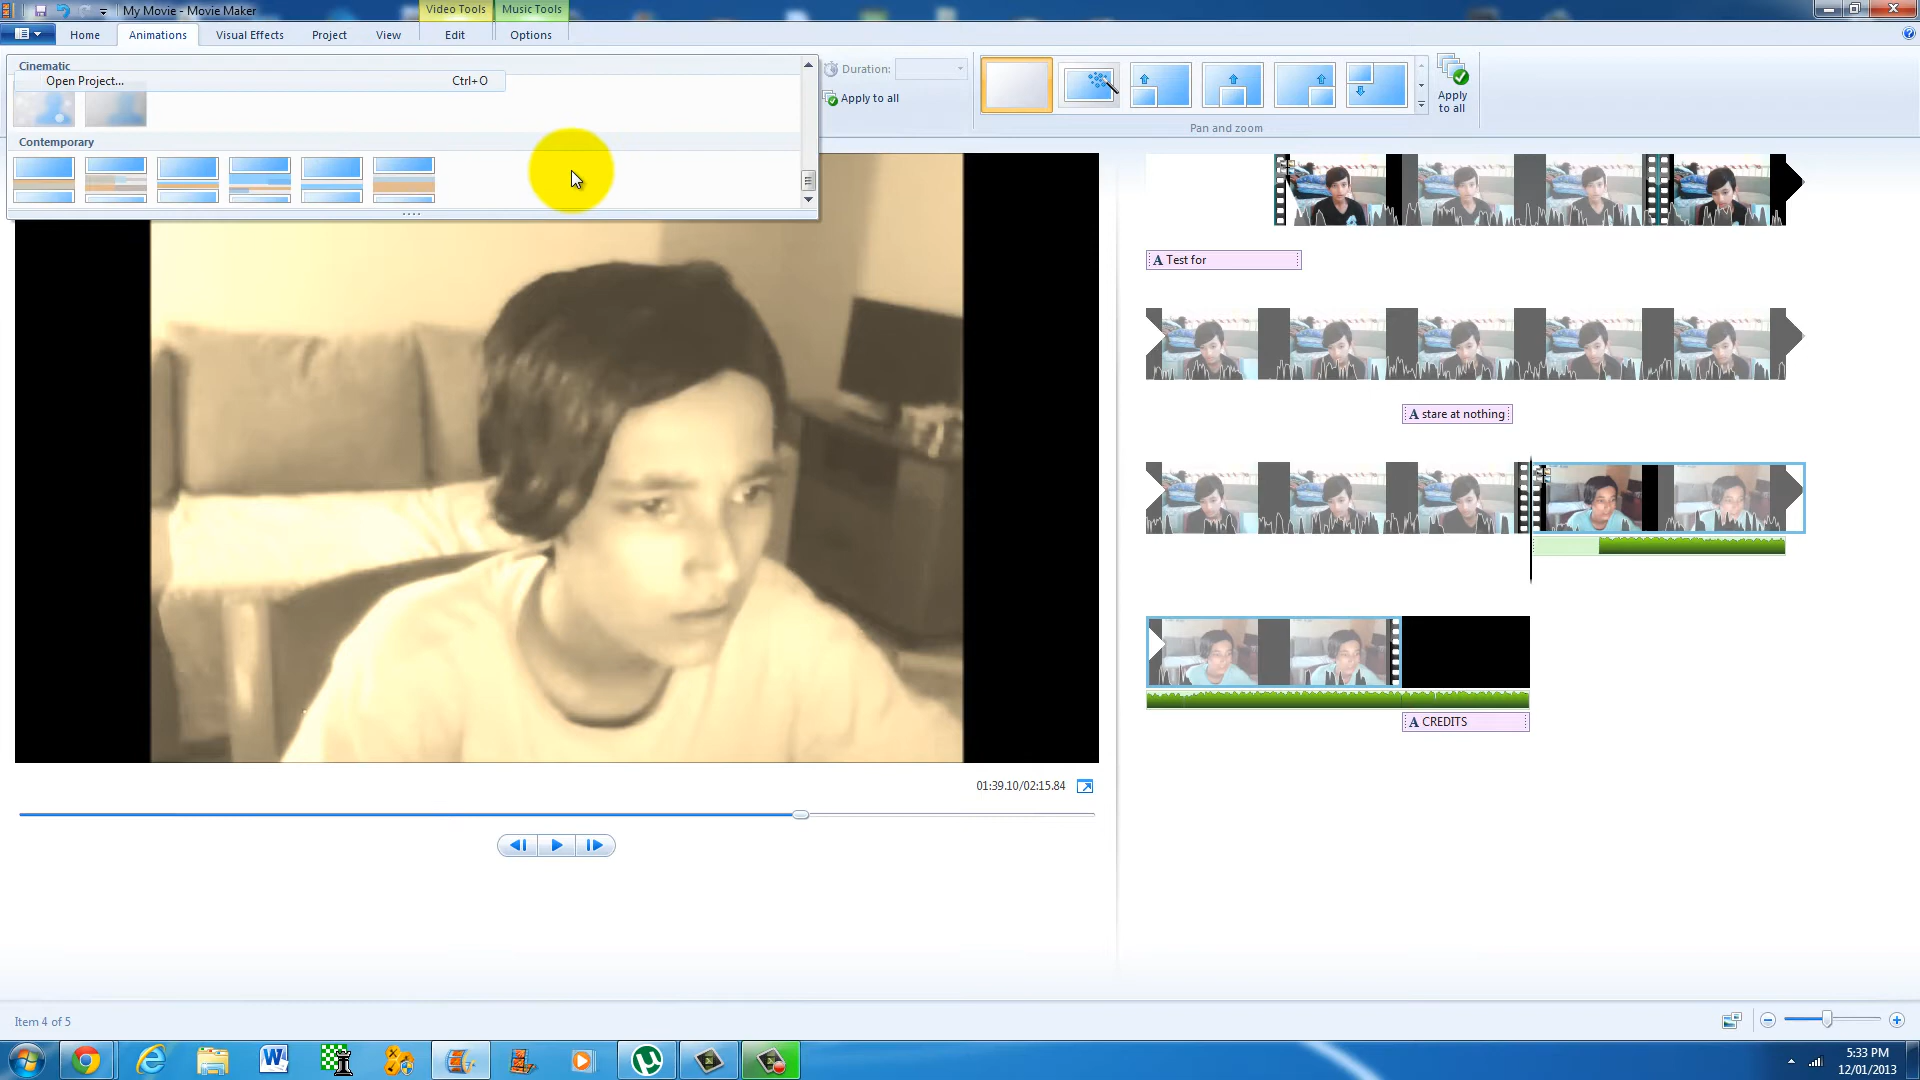 My Movie - Movie Maker
Video Tools
Music Tools
Home
Animations
Visual Effects
Project
View
Edit
Options
Cinematic
Open Project...
Ctrl+O
Contemporary
Duration:
Apply to all
Apply
to all
Pan and zoom
A Test for
A stare at nothing
A CREDITS
01:39.10/02:15.84
Item 4 of 5
5:33 PM
12/01/2013